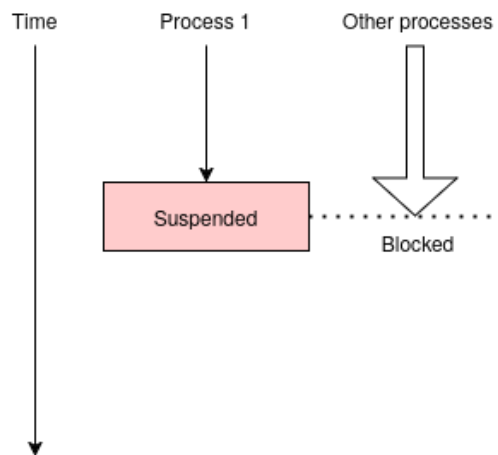 Time
Process 1
Other processes
Suspended
Blocked